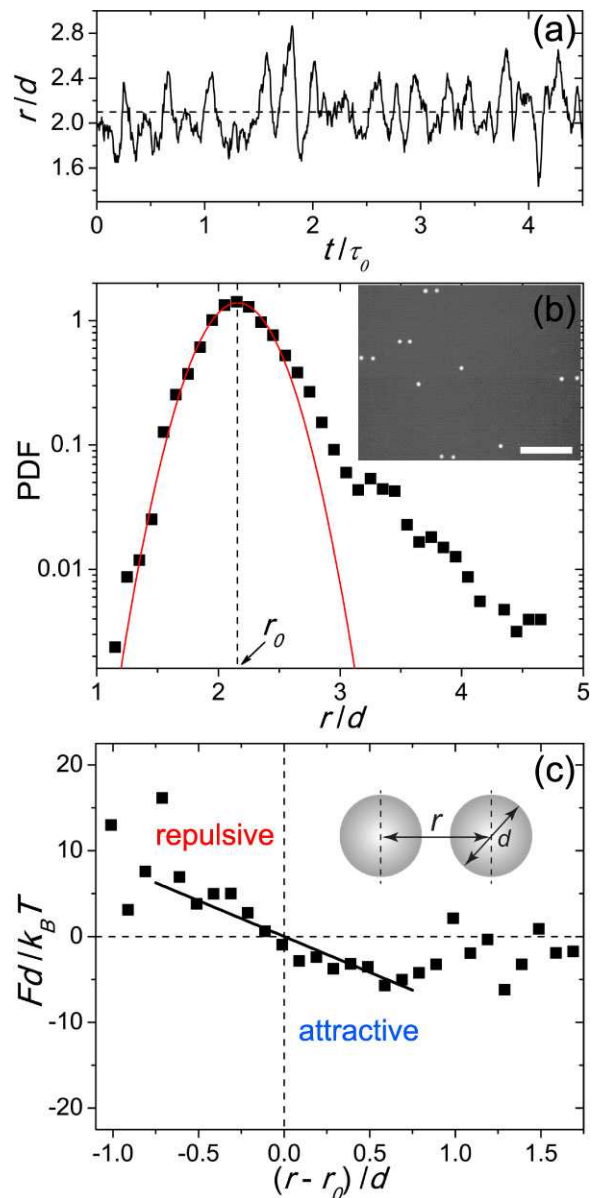 (a)
r/d
2.8
2.4
2.0
1.6
0 1 2 3 4
t/τ₀
(b)
PDF
1
0.1
0.01
r₀
1 2 3 4 5
r/d
(c)
Fd/k_BT
20
10
0
-10
-20
repulsive
r
d
attractive
-1.0 -0.5 0.0 0.5 1.0 1.5
(r - r₀)/d